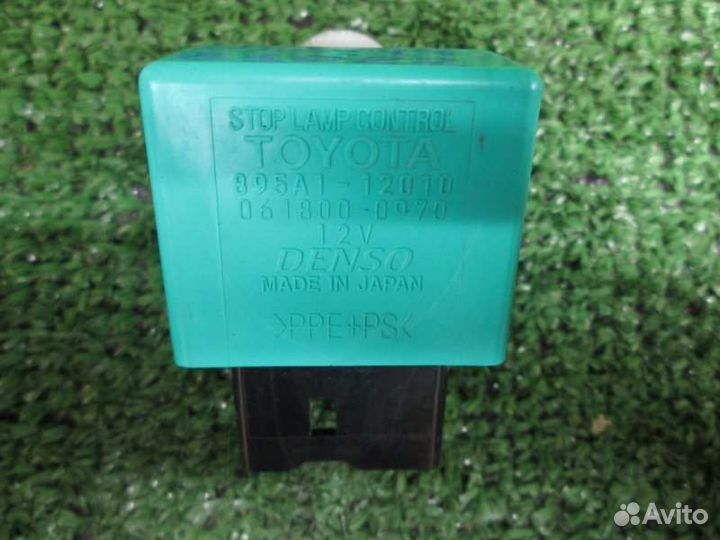 STOP LAMP CONTROL
TOYOTA
895A1-12010
061800-0970
12V
DENSO
MADE IN JAPAN
>PPE+PS<
Avito